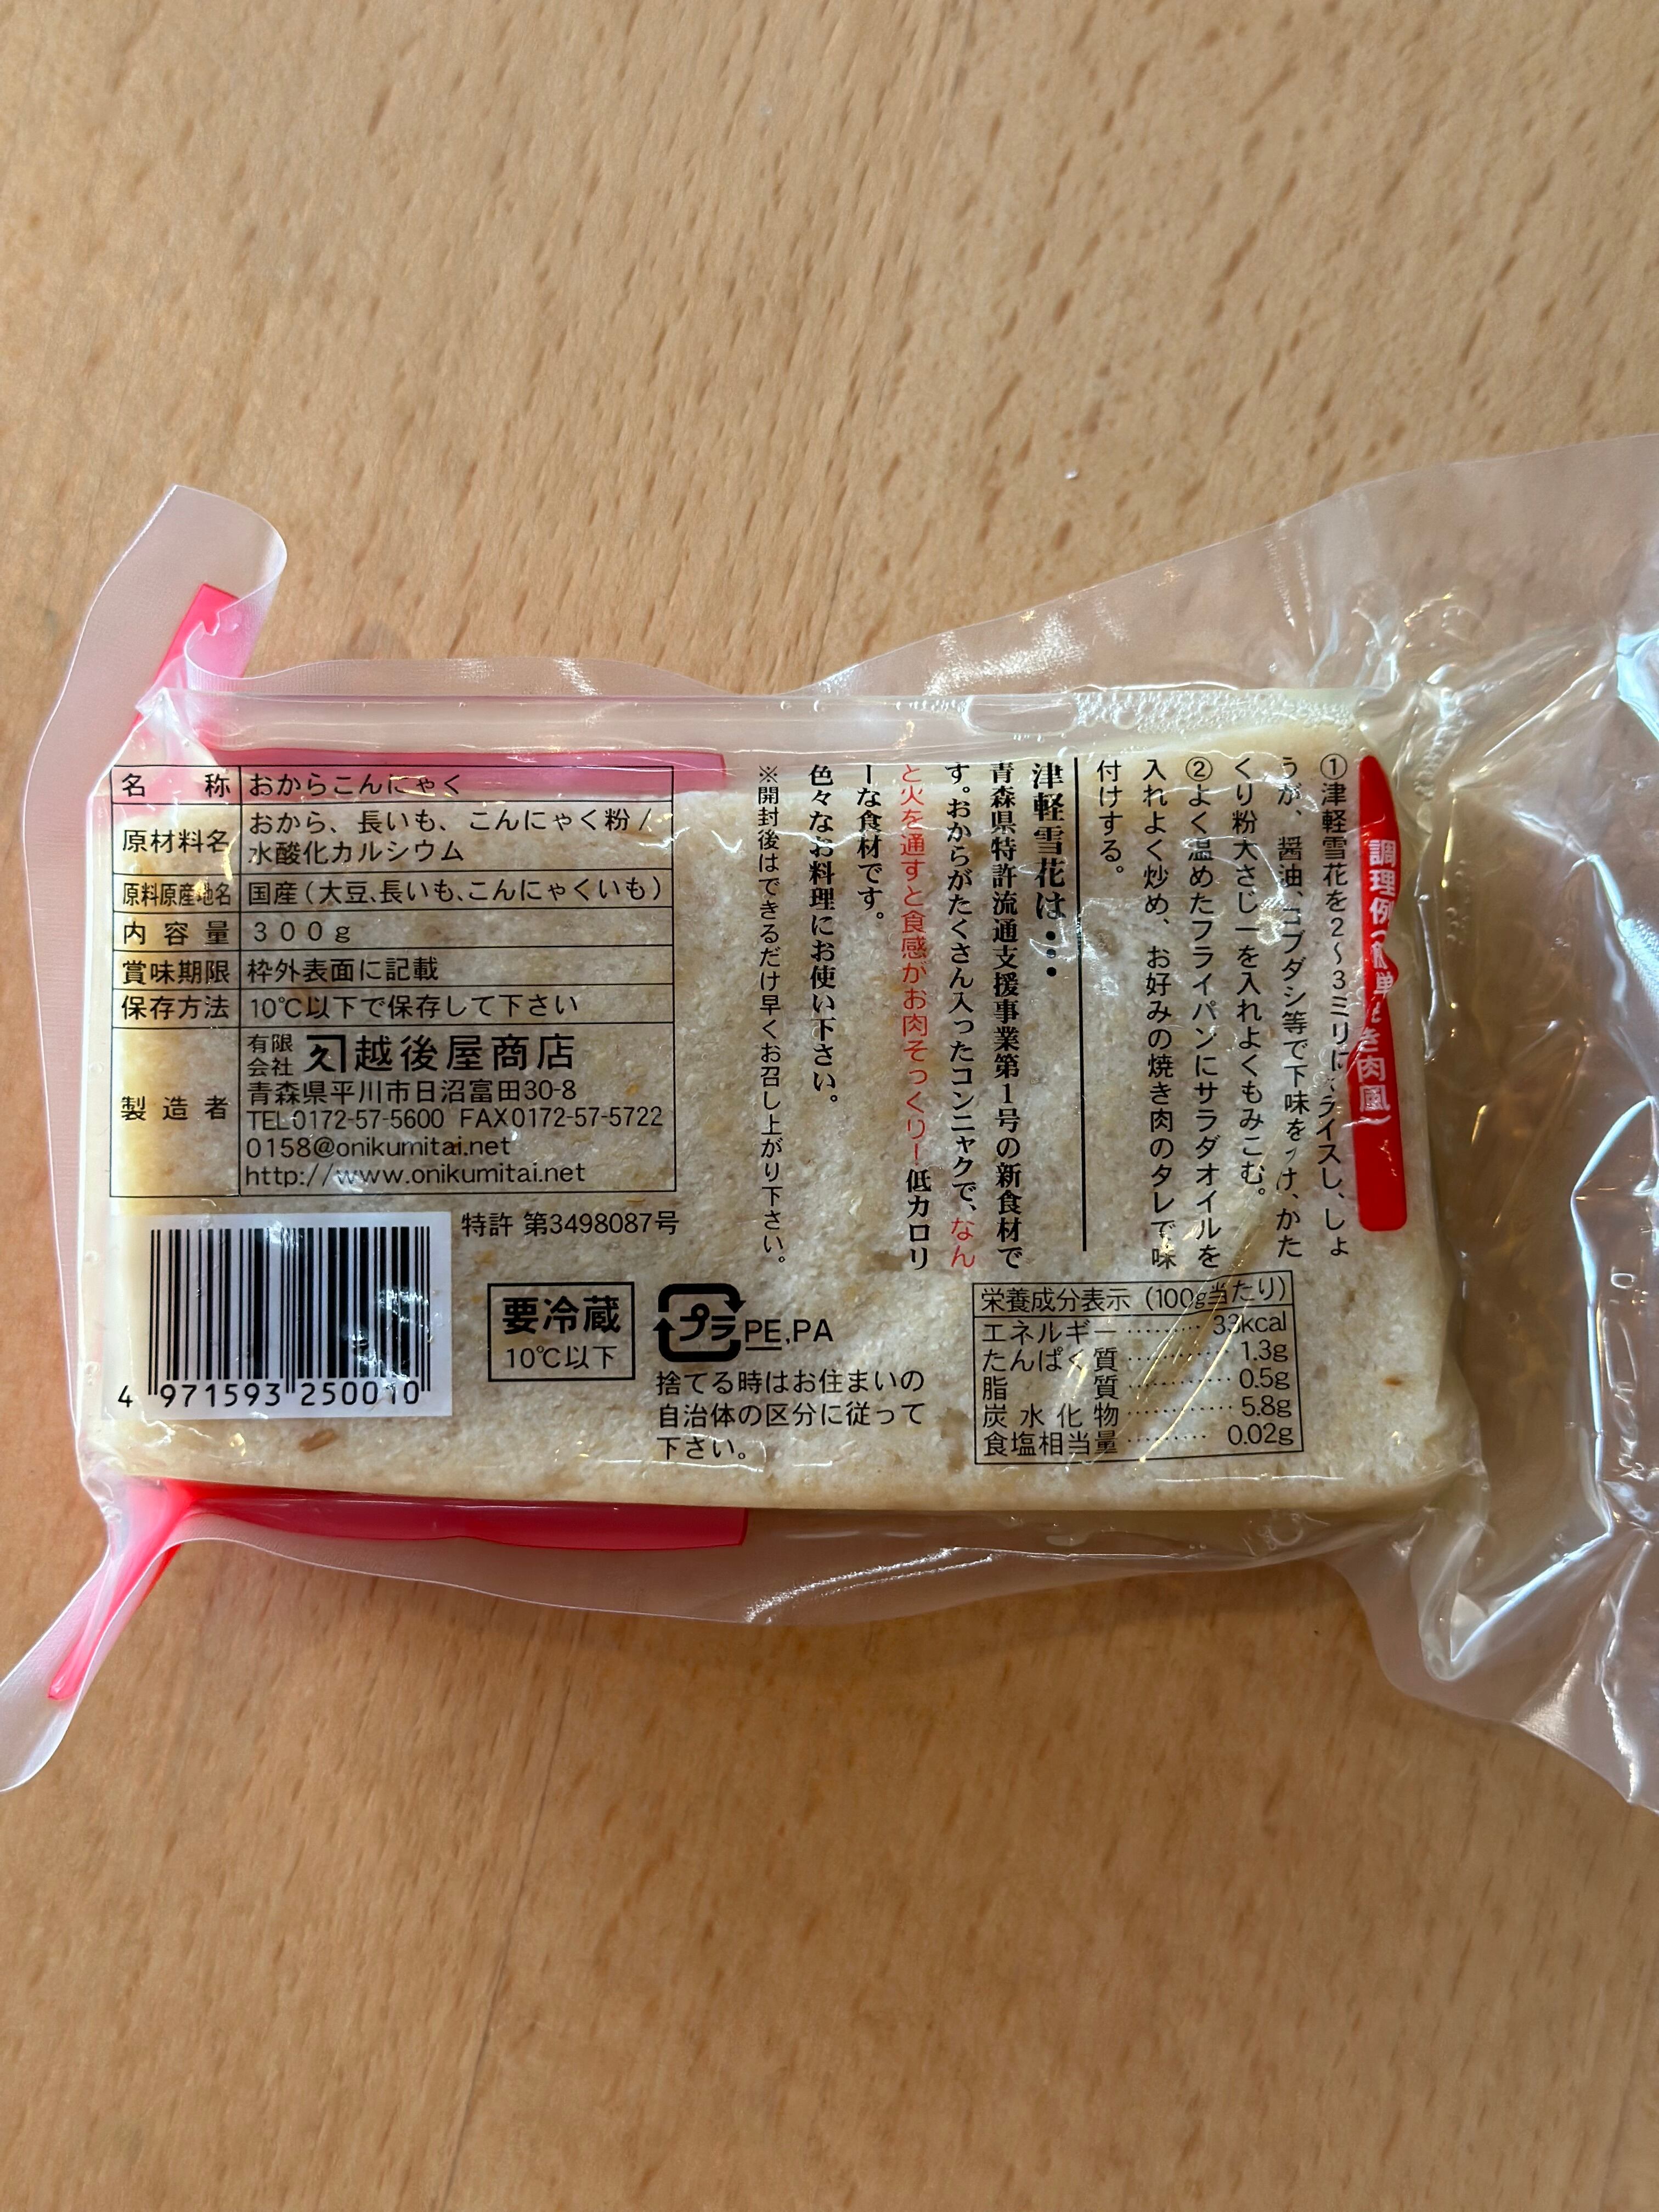 名称 おからこんにゃく
原材料名 おから、長いも、こんにゃく粉/
水酸化カルシウム
原料原産地名 国産(大豆、長いも、こんにゃくいも)
内容量 300g
賞味期限 枠外表面に記載
保存方法 10℃以下で保存して下さい
製造者 有限会社 越後屋商店
青森県平川市日沼富田30-8
TEL0172-57-5600 FAX0172-57-5722
0158@onikumitai.net
http://www.onikumitai.net
特許 第3498087号
4 971593 250010
要冷蔵
10℃以下
プラ PE,PA
捨てる時はお住まいの
自治体の区分に従って
下さい。
調理例(簡単焼き肉風)
①津軽雪花を2〜3ミリにスライスし、しょ
うが、醤油、コブダシ等で下味をつけ、かた
くり粉大さじ一を入れよくもみこむ。
②よく温めたフライパンにサラダオイルを
入れよく炒め、お好みの焼き肉のタレで味
付けする。
津軽雪花は・・・
青森県特許流通支援事業第1号の新食材で
す。おからがたくさん入ったコンニャクで、なん
と火を通すと食感がお肉そっくり!低カロリ
ーな食材です。
色々なお料理にお使い下さい。
※開封後はできるだけ早くお召し上がり下さい。
栄養成分表示(100g当たり)
エネルギー………33kcal
たんぱく質………1.3g
脂質………0.5g
炭水化物………5.8g
食塩相当量………0.02g